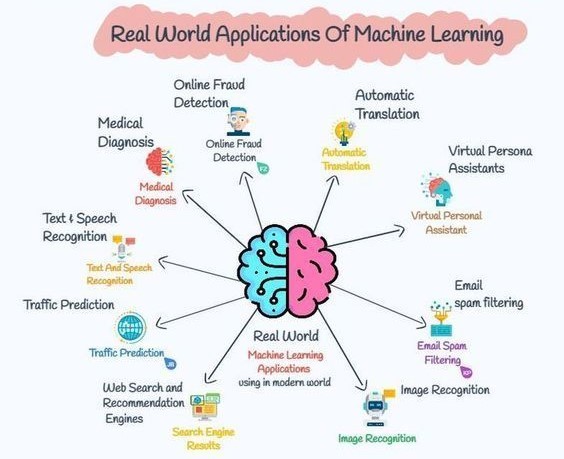 Real World Applications Of Machine Learning
Online Fraud
Detection
Online Fraud
Detection
YZ
Automatic
Translation
Automatic
Translation
Medical
Diagnosis
Medical
Diagnosis
Virtual Persona
Assistants
Virtual Personal
Assistant
Text & Speech
Recognition
Text And Speech
Recognition
Email
spam filtering
Email Spam
Filtering
KP
Traffic Prediction
Traffic Prediction
JB
Real World
Machine Learning
Applications
using in modern world
Web Search and
Recommendation
Engines
Search Engine
Results
Image Recognition
Image Recognition